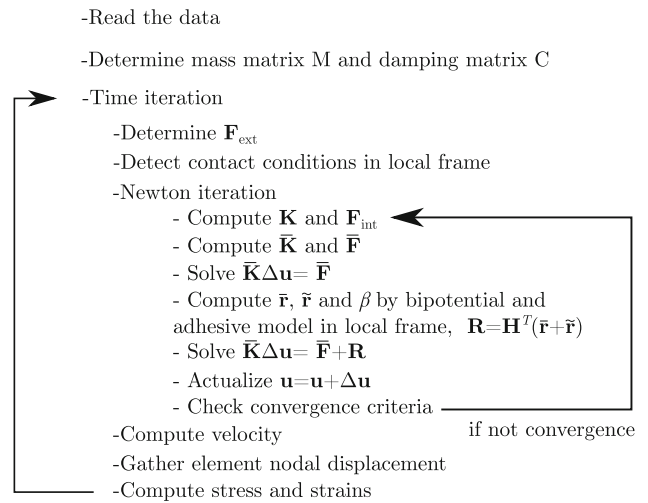 -Read the data
-Determine mass matrix M and damping matrix C
-Time iteration
-Determine F_ext
-Detect contact conditions in local frame
-Newton iteration
- Compute K and F_int
- Compute K̄ and F̄
- Solve K̄Δu= F̄
- Compute r̄, r̃ and β by bipotential and
adhesive model in local frame, R=H^T(r̄+r̃)
- Solve K̄Δu= F̄+R
- Actualize u=u+Δu
- Check convergence criteria
if not convergence
-Compute velocity
-Gather element nodal displacement
-Compute stress and strains